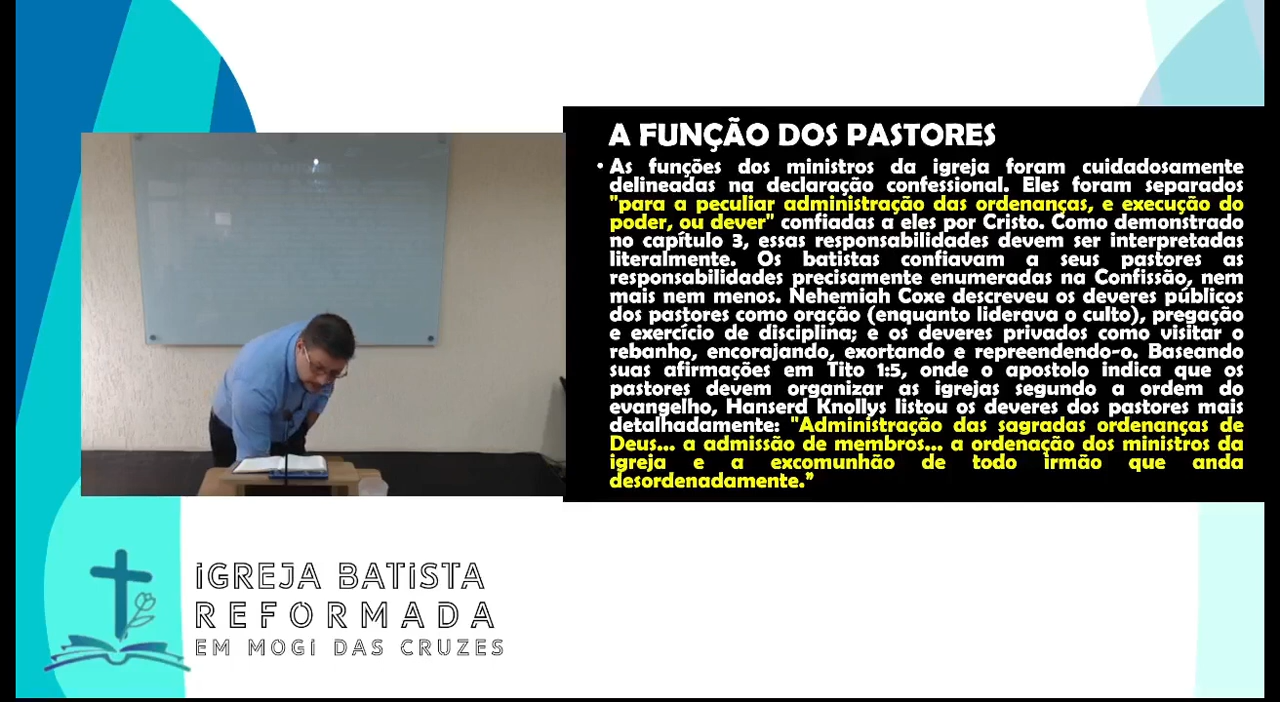 A FUNÇÃO DOS PASTORES
• As funções dos ministros da igreja foram cuidadosamente
delineadas na declaração confessional. Eles foram separados
"para a peculiar administração das ordenanças, e execução do
poder, ou dever" confiadas a eles por Cristo. Como demonstrado
no capítulo 3, essas responsabilidades devem ser interpretadas
literalmente. Os batistas confiavam a seus pastores as
responsabilidades precisamente enumeradas na Confissão, nem
mais nem menos. Nehemiah Coxe descreveu os deveres públicos
dos pastores como oração (enquanto liderava o culto), pregação
e exercício de disciplina; e os deveres privados como visitar o
rebanho, encorajando, exortando e repreendendo-o. Baseando
suas afirmações em Tito 1:5, onde o apostolo indica que os
pastores devem organizar as igrejas segundo a ordem do
evangelho, Hanserd Knollys listou os deveres dos pastores mais
detalhadamente: "Administração das sagradas ordenanças de
Deus... a admissão de membros... a ordenação dos ministros da
igreja e a excomunhão de todo irmão que anda
desordenadamente.”
IGREJA BATISTA
REFORMADA
EM MOGI DAS CRUZES